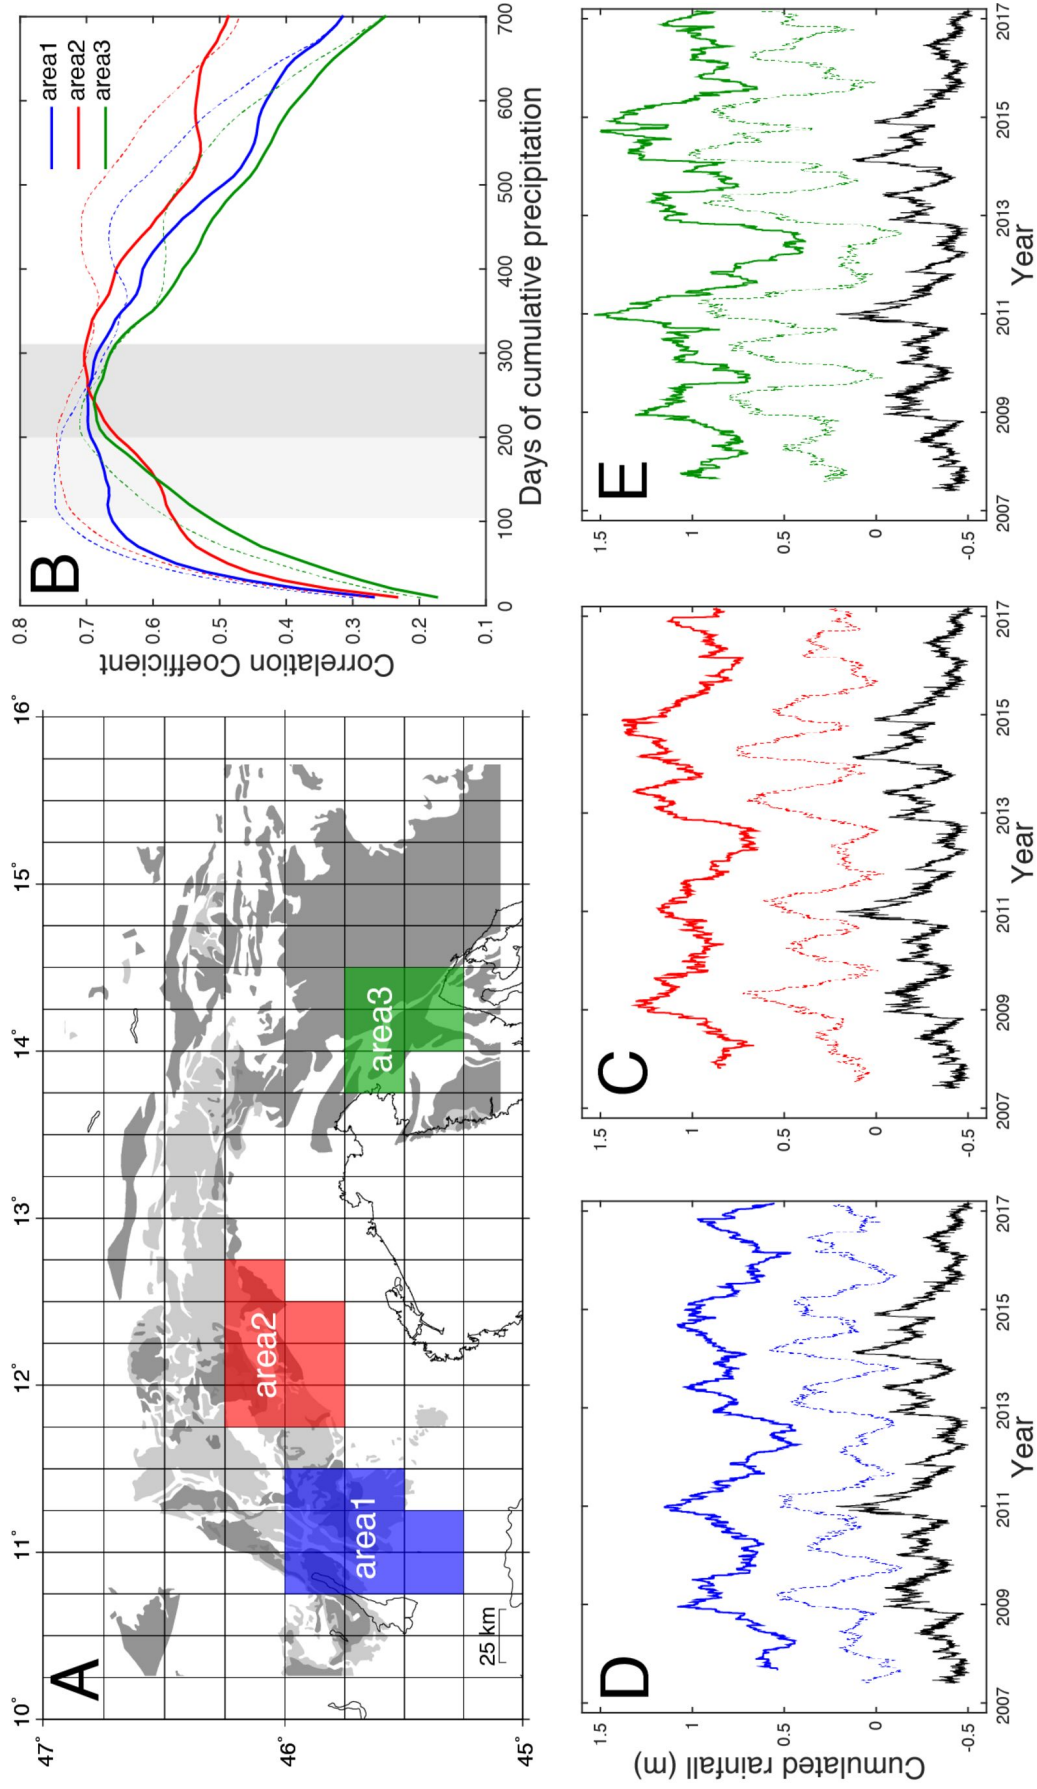 A
10° 11° 12° 13° 14° 15° 16°
47°
46°
45°
area1
area2
area3
25 km
B
area1
area2
area3
Correlation Coefficient
0.8
0.7
0.6
0.5
0.4
0.3
0.2
0.1
0 100 200 300 400 500 600 700
Days of cumulative precipitation
D
Cumulated rainfall (m)
1.5
1
0.5
0
-0.5
2007 2009 2011 2013 2015 2017
Year
C
1.5
1
0.5
0
-0.5
2007 2009 2011 2013 2015 2017
Year
E
1.5
1
0.5
0
-0.5
2007 2009 2011 2013 2015 2017
Year